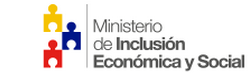 Ministerio
de Inclusión
Económica y Social